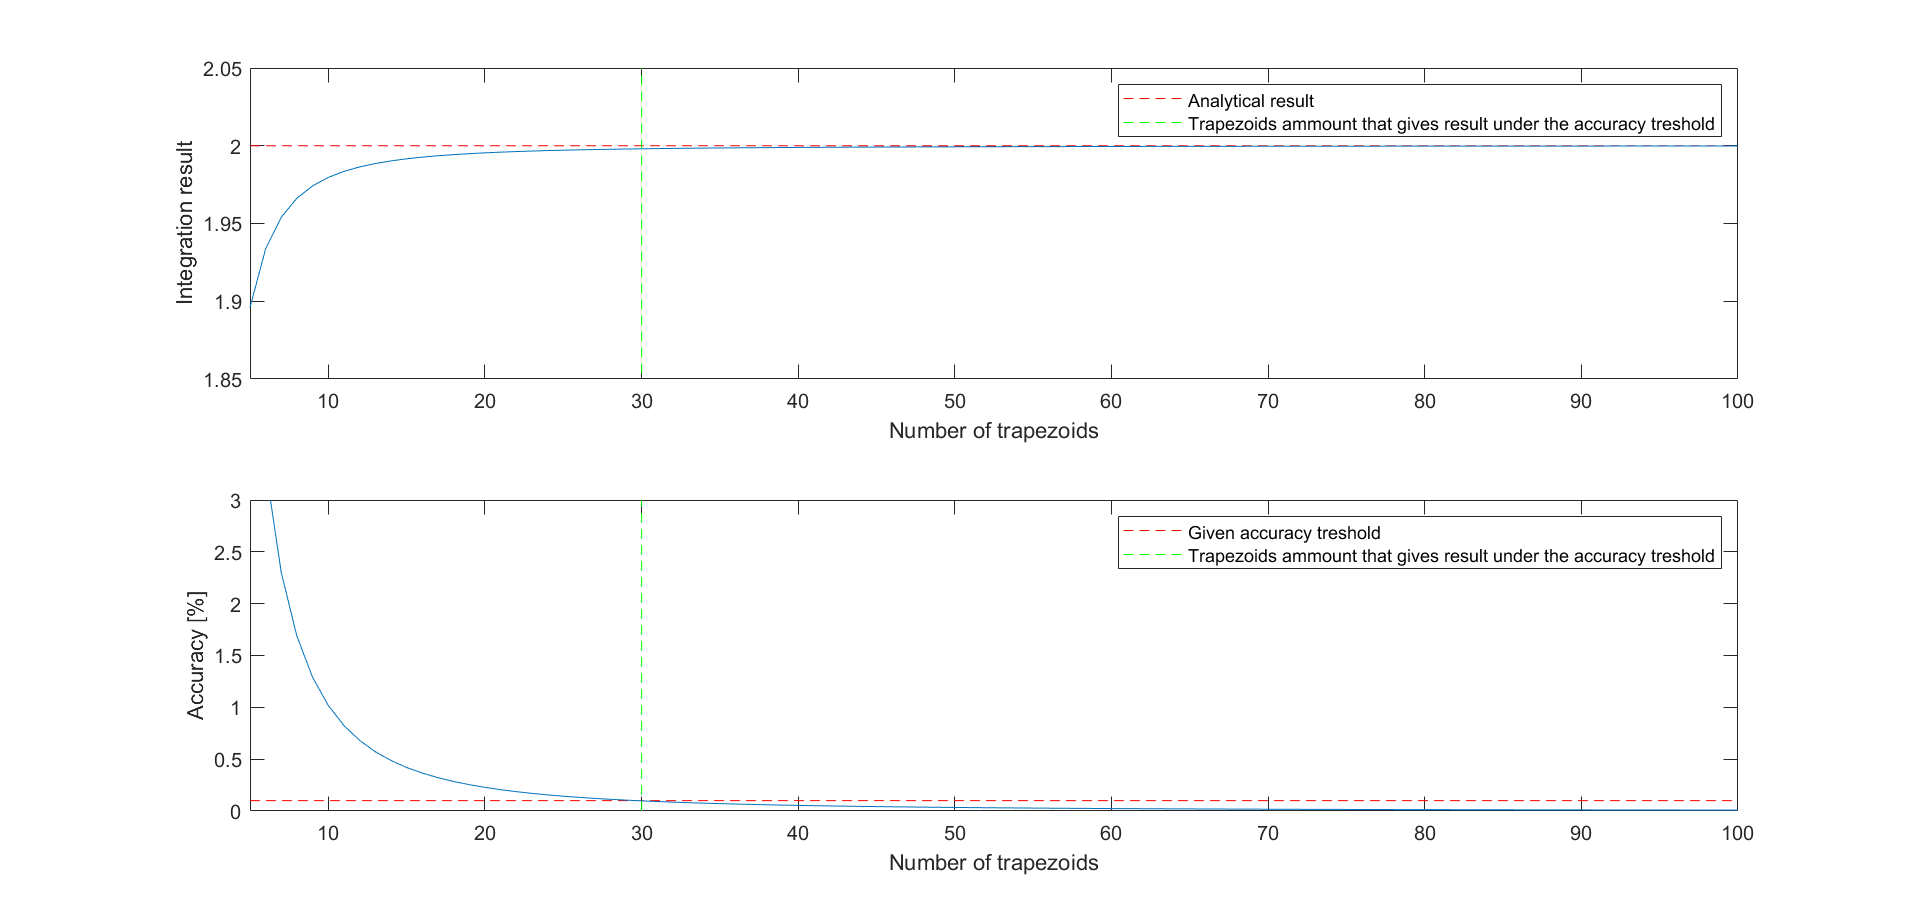 2.05
2
1.95
1.9
1.85
Integration result
Analytical result
Trapezoids ammount that gives result under the accuracy treshold
10 20 30 40 50 60 70 80 90 100
Number of trapezoids
3
2.5
2
1.5
1
0.5
0
Accuracy [%]
Given accuracy treshold
Trapezoids ammount that gives result under the accuracy treshold
10 20 30 40 50 60 70 80 90 100
Number of trapezoids